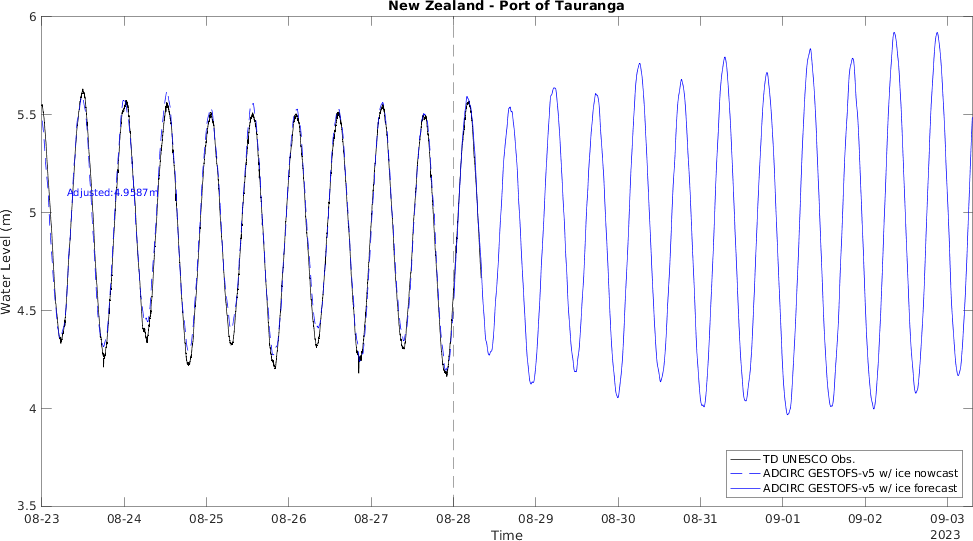 New Zealand - Port of Tauranga
6
5.5
5
4.5
4
3.5
Water Level (m)
Adjusted:4.9587m
TD UNESCO Obs.
ADCIRC GESTOFS-v5 w/ ice nowcast
ADCIRC GESTOFS-v5 w/ ice forecast
08-23 08-24 08-25 08-26 08-27 08-28 08-29 08-30 08-31 09-01 09-02 09-03
2023
Time